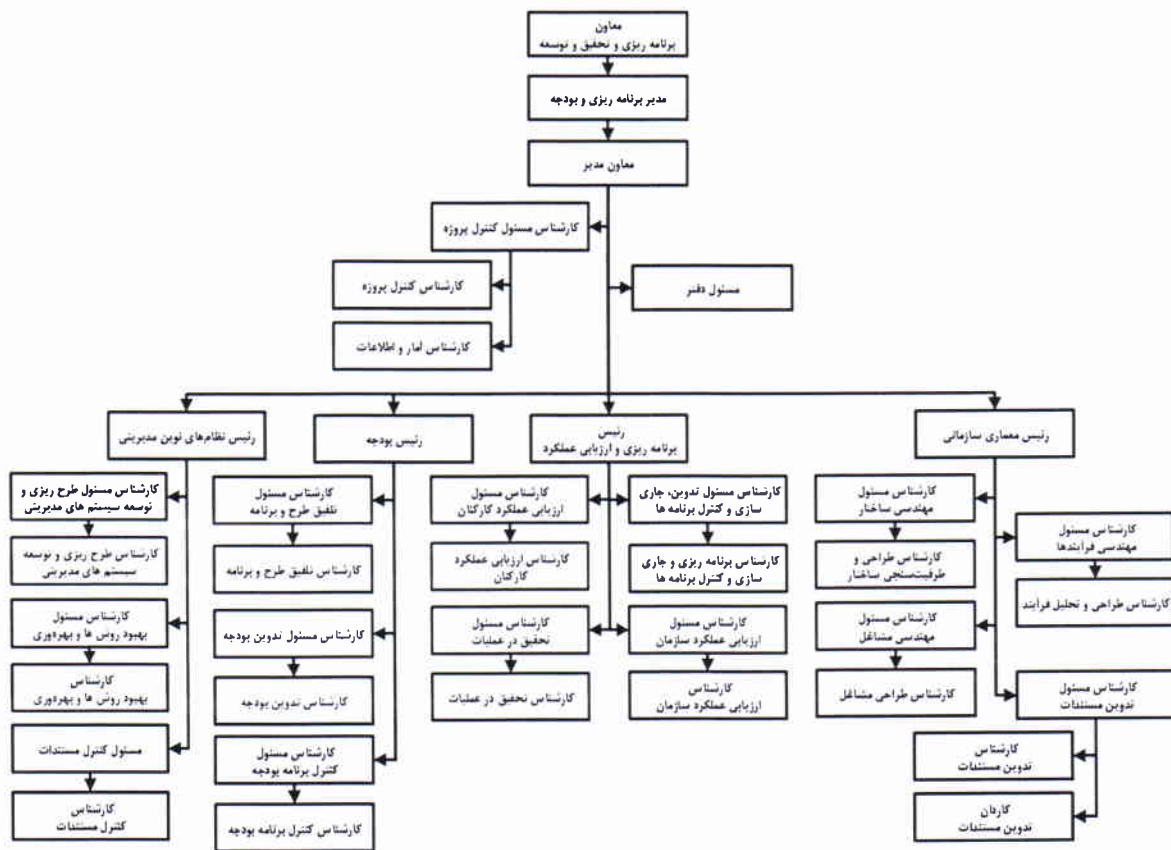 معاون
برنامه ریزی و تحقیق و توسعه
مدیر برنامه ریزی و بودجه
معاون مدیر
کارشناس مسئول کنترل پروژه
کارشناس کنترل پروژه
مسئول دفتر
کارشناس آمار و اطلاعات
رئیس معماری سازمانی
کارشناس مسئول
مهندسی ساختار
کارشناس طراحی و
ظرفیت‌سنجی ساختار
کارشناس مسئول
مهندسی فرآیندها
کارشناس طراحی و تحلیل فرآیند
کارشناس مسئول
مهندسی مشاغل
کارشناس طراحی مشاغل
کارشناس مسئول
تدوین مستندات
کارشناس
تدوین مستندات
کاردان
تدوین مستندات
رئیس
برنامه ریزی و ارزیابی عملکرد
کارشناس مسئول تدوین، جاری
سازی و کنترل برنامه ها
کارشناس برنامه ریزی و جاری
سازی و کنترل برنامه ها
کارشناس مسئول
ارزیابی عملکرد سازمان
کارشناس
ارزیابی عملکرد سازمان
کارشناس مسئول
ارزیابی عملکرد کارکنان
کارشناس ارزیابی عملکرد
کارکنان
کارشناس مسئول
تحقیق در عملیات
کارشناس تحقیق در عملیات
رئیس بودجه
کارشناس مسئول
تلفیق طرح و برنامه
کارشناس تلفیق طرح و برنامه
کارشناس مسئول تدوین بودجه
کارشناس تدوین بودجه
کارشناس مسئول
کنترل برنامه بودجه
کارشناس کنترل برنامه بودجه
رئیس نظام‌های نوین مدیریتی
کارشناس مسئول طرح ریزی و
توسعه سیستم های مدیریتی
کارشناس طرح ریزی و توسعه
سیستم های مدیریتی
کارشناس مسئول
بهبود روش ها و بهره‌وری
کارشناس
بهبود روش ها و بهره‌وری
مسئول کنترل مستندات
کارشناس
کنترل مستندات